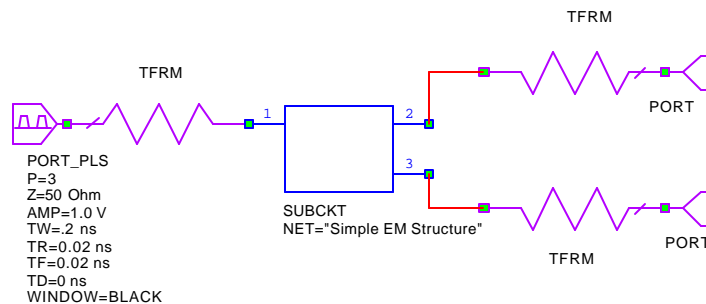 TFRM
TFRM
1
2
PORT
3
PORT_PLS
P=3
Z=50 Ohm
AMP=1.0 V
TW=.2 ns
TR=0.02 ns
TF=0.02 ns
TD=0 ns
WINDOW=BLACK
SUBCKT
NET="Simple EM Structure"
PORT
TFRM